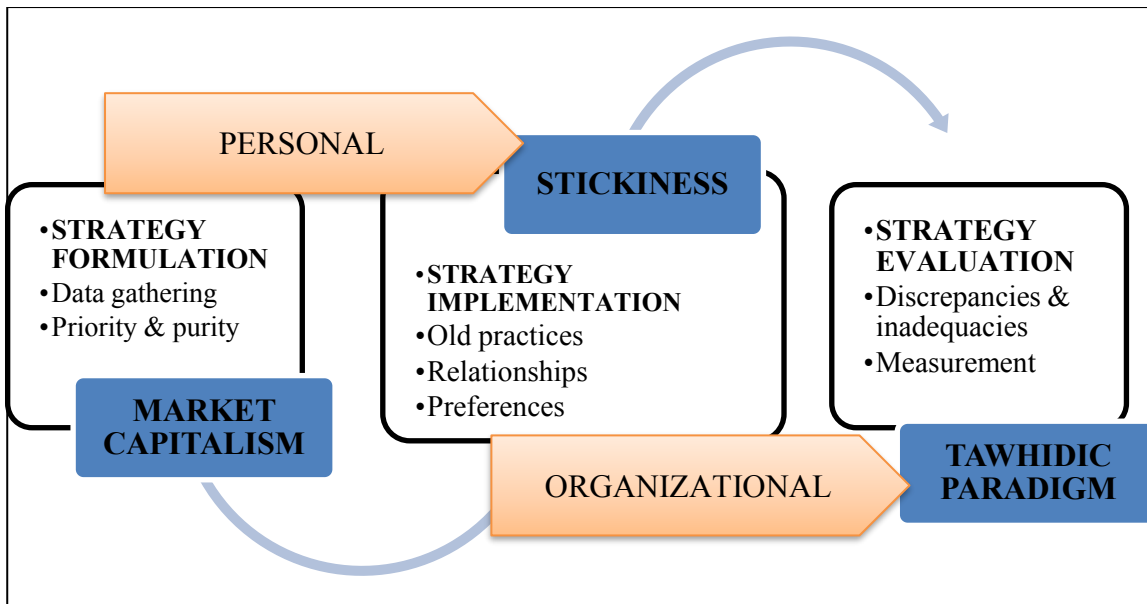 PERSONAL
STICKINESS
•STRATEGY
FORMULATION
•Data gathering
•Priority & purity
MARKET
CAPITALISM
•STRATEGY
IMPLEMENTATION
•Old practices
•Relationships
•Preferences
ORGANIZATIONAL
•STRATEGY
EVALUATION
•Discrepancies &
inadequacies
•Measurement
TAWHIDIC
PARADIGM